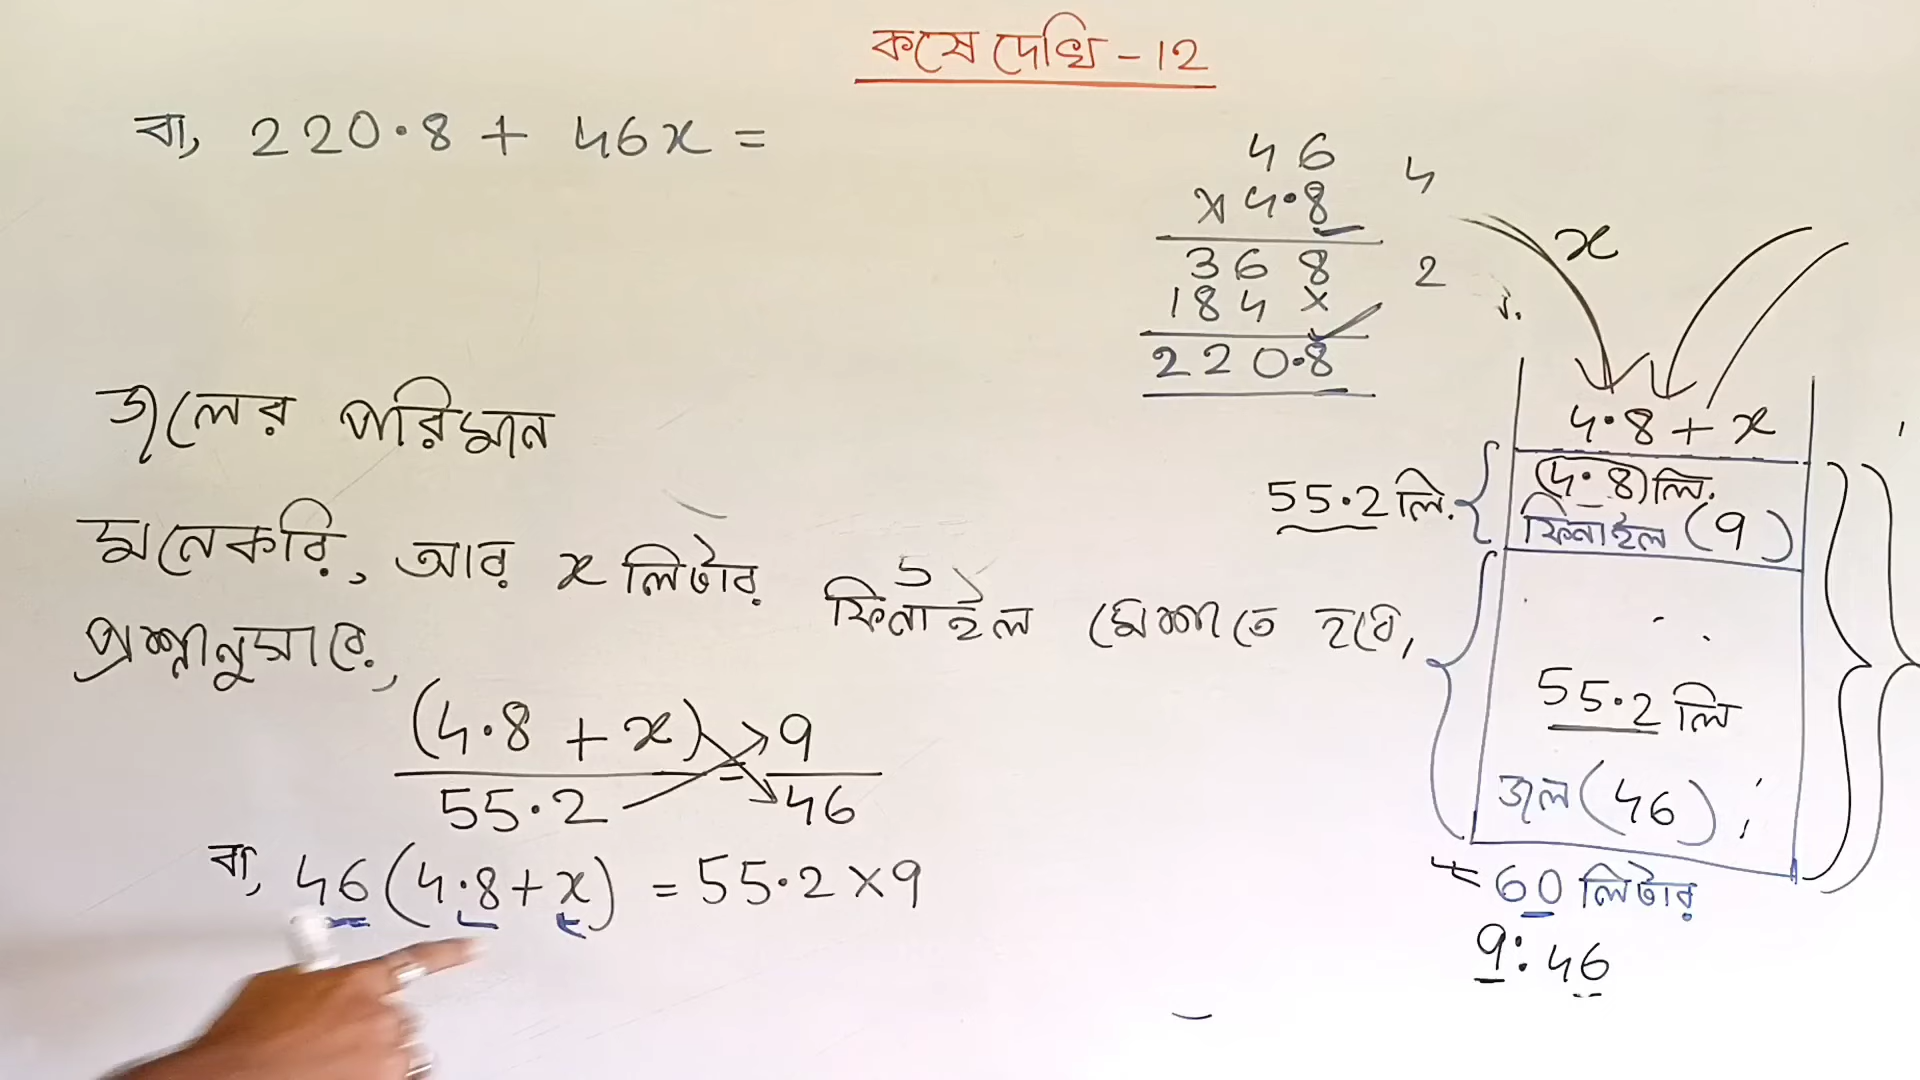 কষে দেখি - 12
বা, 220.8 + 46x =
46
x 4.8
368
184x
220.8
4
2
x
4.8 + x
55.2 লি.
(4.8) লি.
ফিনাইল (9)
55.2 লি
জল (46)
60 লিটার
9 : 46
জলের পরিমান
মনেকরি, আর x লিটার ফিনাইল মেশাতে হবে,
5
প্রশ্নানুসারে,
(4.8 + x) = 9
55.2 46
বা, 46 (4.8 + x) = 55.2 x 9